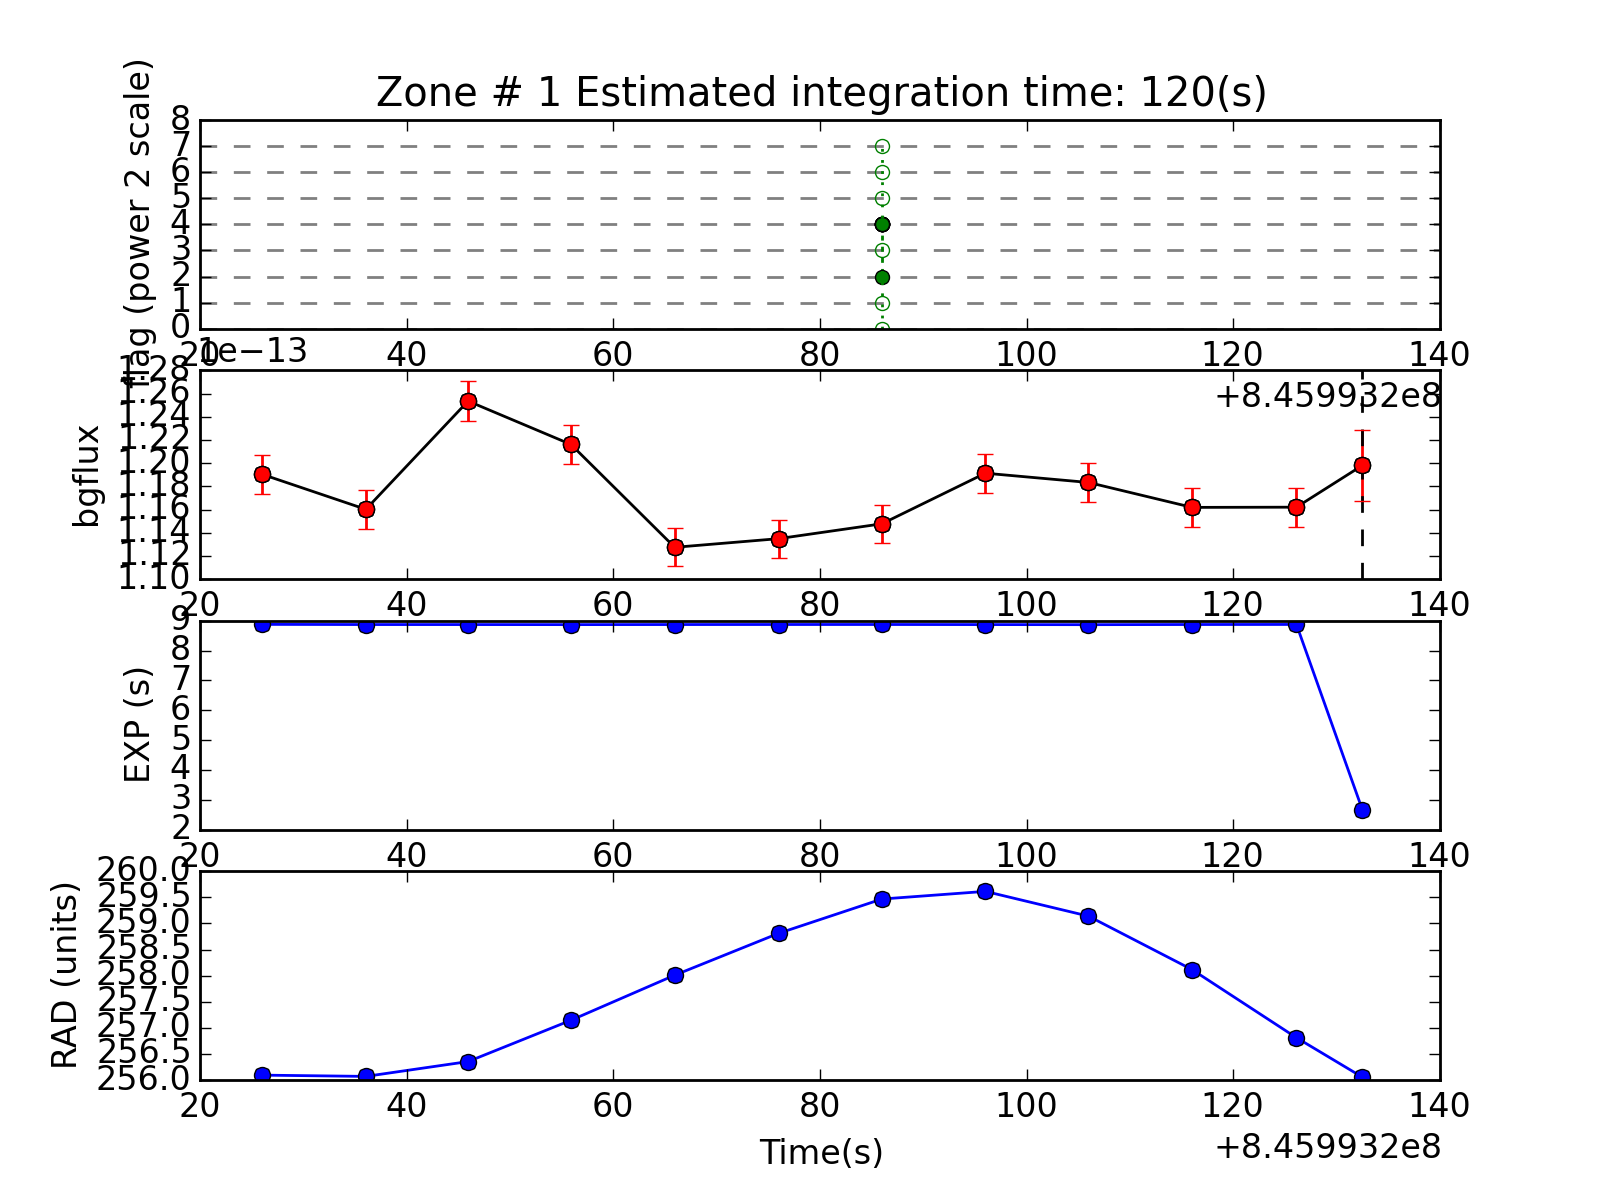 Zone # 1 Estimated integration time: 120(s)
flag (power 2 scale)
8
7
6
5
4
3
2
1
0
20 40 60 80 100 120 140
1e−13
+8.459932e8
bgflux
1.28
1.26
1.24
1.22
1.20
1.18
1.16
1.14
1.12
1.10
20 40 60 80 100 120 140
EXP (s)
9
8
7
6
5
4
3
2
20 40 60 80 100 120 140
RAD (units)
260.0
259.5
259.0
258.5
258.0
257.5
257.0
256.5
256.0
20 40 60 80 100 120 140
Time(s)
+8.459932e8